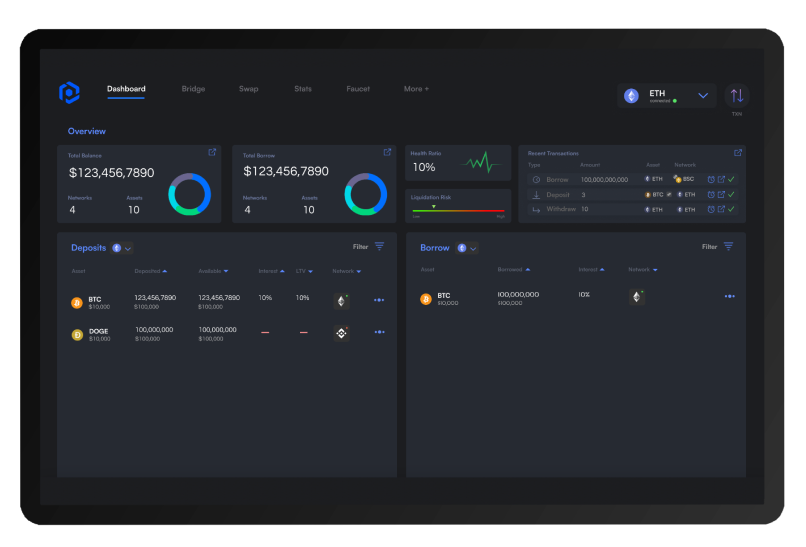 Dashboard Bridge Swap Stats Faucet More +
ETH
connected
TXN
Overview
Total Balance
$123,456,7890
Networks Assets
4 10
Total Borrow
$123,456,7890
Networks Assets
4 10
Health Ratio
10%
Liquidation Risk
Low High
Recent Transactions
Type Amount Asset Network
Borrow 100,000,000,000 ETH BSC
Deposit 3 BTC ETH
Withdraw 10 ETH ETH
Deposits Filter
Asset Deposited Available Interest LTV Network
BTC 123,456,7890 123,456,7890 10% 10%
$10,000 $100,000 $100,000
DOGE 100,000,000 100,000,000
$10,000 $100,000 $100,000
Borrow Filter
Asset Borrowed Interest Network
BTC 100,000,000 10%
$10,000 $100,000